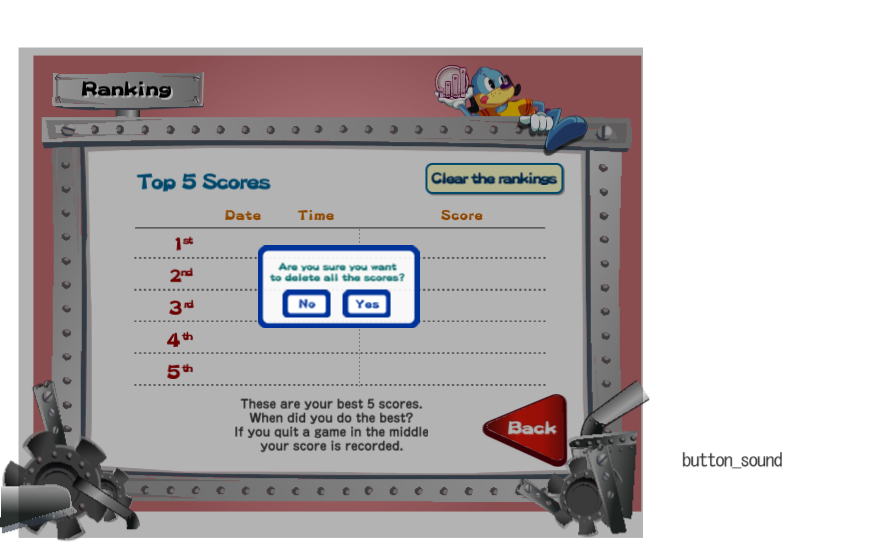 Ranking
Top 5 Scores
Clear the rankings
Date Time Score
1st
2nd
3rd
4th
5th
Are you sure you want
to delete all the scores?
No Yes
These are your best 5 scores.
When did you do the best?
If you quit a game in the middle
your score is recorded.
Back
button_sound